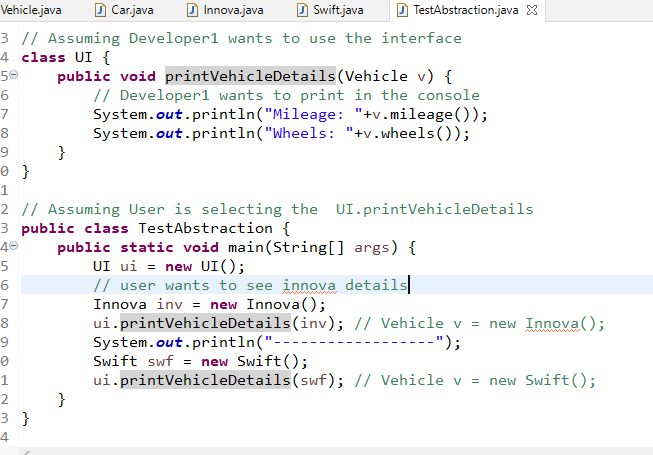 Vehicle.java Car.java Innova.java Swift.java TestAbstraction.java
3 // Assuming Developer1 wants to use the interface
4 class UI {
5 public void printVehicleDetails(Vehicle v) {
6 // Developer1 wants to print in the console
7 System.out.println("Mileage: "+v.mileage());
8 System.out.println("Wheels: "+v.wheels());
9 }
0 }
1
2 // Assuming User is selecting the  UI.printVehicleDetails
3 public class TestAbstraction {
4 public static void main(String[] args) {
5 UI ui = new UI();
6 // user wants to see innova details
7 Innova inv = new Innova();
8 ui.printVehicleDetails(inv); // Vehicle v = new Innova();
9 System.out.println("------------------");
0 Swift swf = new Swift();
1 ui.printVehicleDetails(swf); // Vehicle v = new Swift();
2 }
3 }
4